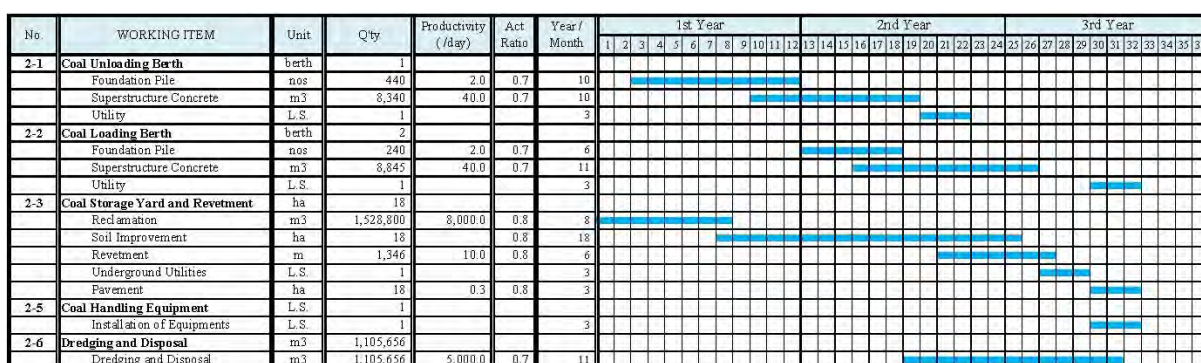 No. WORKING ITEM Unit Q'ty Productivity (/day) Act Ratio Year / Month 1st Year 2nd Year 3rd Year
1 2 3 4 5 6 7 8 9 10 11 12 13 14 15 16 17 18 19 20 21 22 23 24 25 26 27 28 29 30 31 32 33 34 35
2-1 Coal Unloading Berth berth 1
Foundation Pile nos 440 2.0 0.7 10
Superstructure Concrete m3 8,340 40.0 0.7 10
Utility L.S. 1 3
2-2 Coal Loading Berth berth 2
Foundation Pile nos 240 2.0 0.7 6
Superstructure Concrete m3 8,845 40.0 0.7 11
Utility L.S. 1 3
2-3 Coal Storage Yard and Revetment ha 18
Reclamation m3 1,528,800 8,000.0 0.8 8
Soil Improvement ha 18 0.8 18
Revetment m 1,346 10.0 0.8 6
Underground Utilities L.S. 1 3
Pavement ha 18 0.3 0.8 3
2-5 Coal Handling Equipment L.S. 1
Installation of Equipments L.S. 1 3
2-6 Dredging and Disposal m3 1,105,656
Dredging and Disposal m3 1,105,656 5,000.0 0.7 11